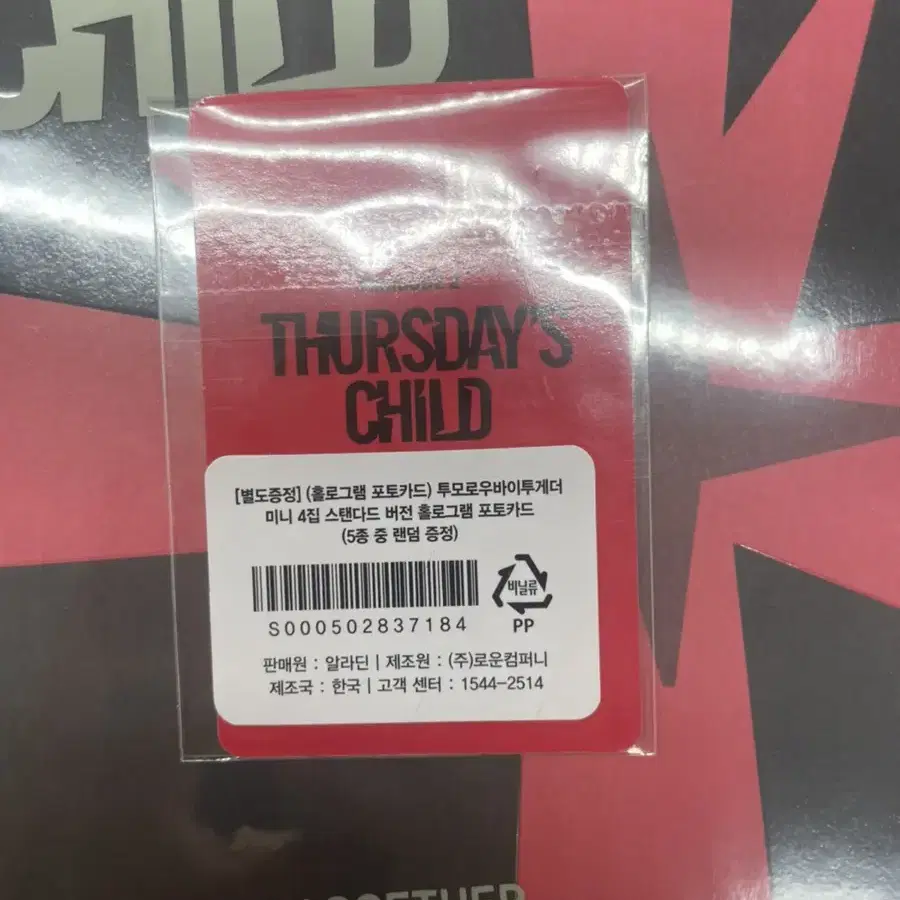 CHILD
THURSDAY'S
CHILD
[별도증정] (홀로그램 포토카드) 투모로우바이투게더
미니 4집 스탠다드 버전 홀로그램 포토카드
(5종 중 랜덤 증정)
비닐류
PP
S000502837184
판매원 : 알라딘 | 제조원 : (주)로운컴퍼니
제조국 : 한국 | 고객 센터 : 1544-2514